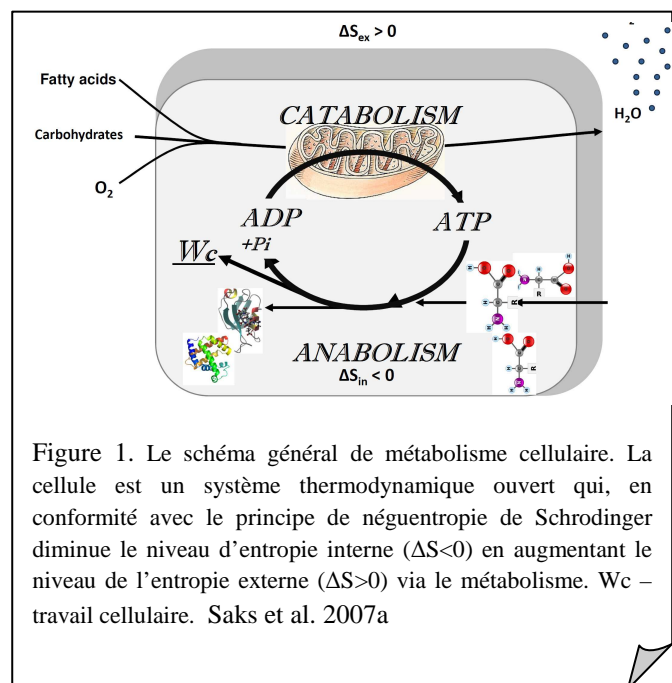 ΔSex > 0
Fatty acids
Carbohydrates
O2
H2O
CATABOLISM
ADP
+Pi
ATP
Wc
ANABOLISM
ΔSin < 0
H
R
H
N
R
H
O
R
H
N
Figure 1. Le schéma général de métabolisme cellulaire. La
cellule est un système thermodynamique ouvert qui, en
conformité avec le principe de néguentropie de Schrodinger
diminue le niveau d’entropie interne (ΔS<0) en augmentant le
niveau de l’entropie externe (ΔS>0) via le métabolisme. Wc –
travail cellulaire. Saks et al. 2007a